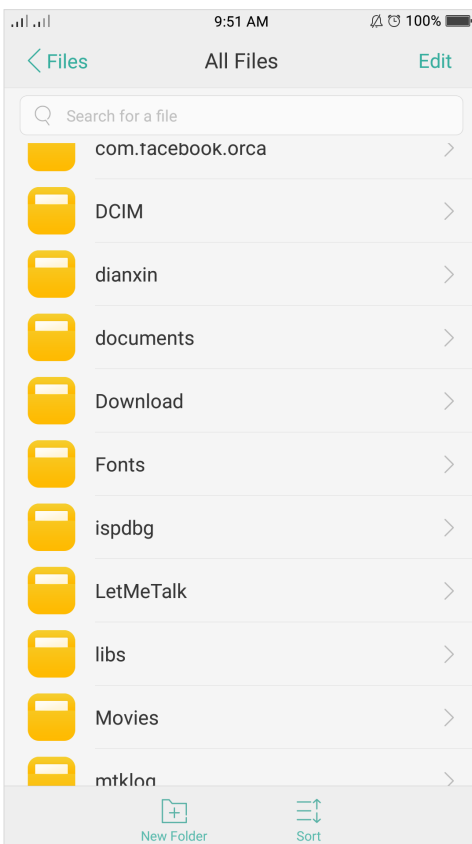 9:51 AM 100%
Files All Files Edit
Search for a file
com.facebook.orca
DCIM
dianxin
documents
Download
Fonts
ispdbg
LetMeTalk
libs
Movies
mtklog
New Folder Sort